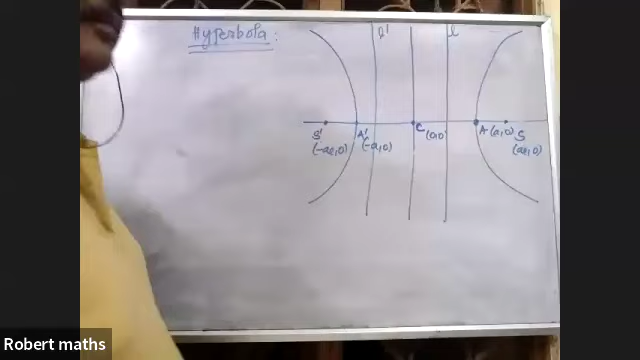 Hyperbola:
l' l
S' A' C (0,0) A (a,0) S
(-ae,0) (-a,0) (ae,0)
Robert maths